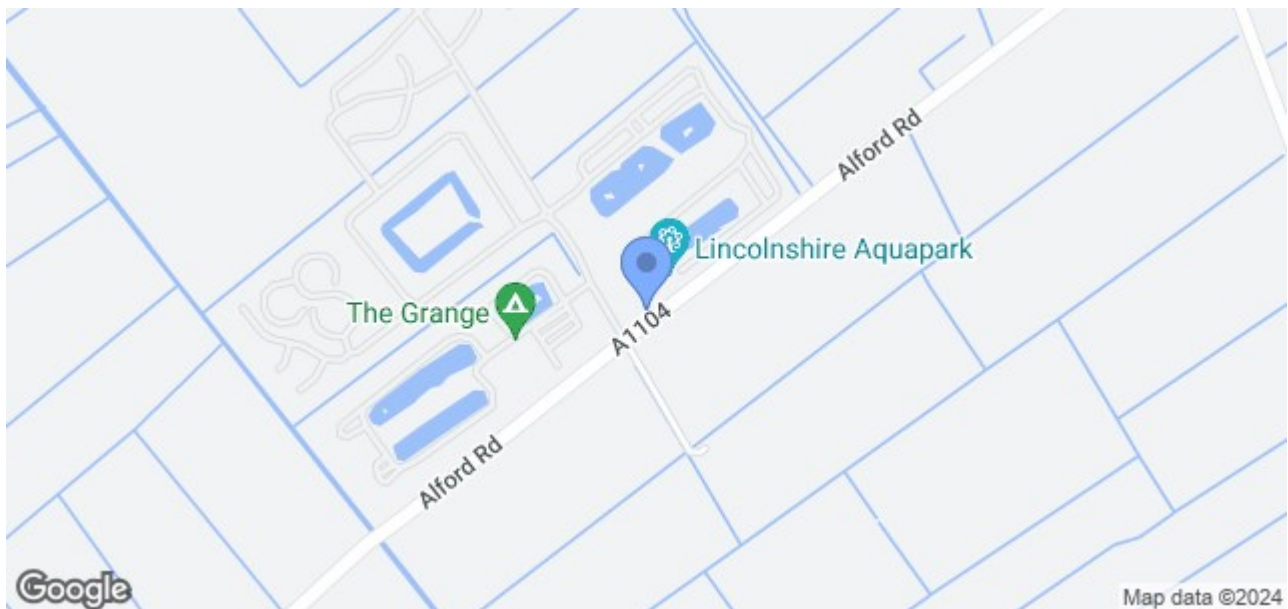 Alford Rd
Lincolnshire Aquapark
The Grange
A1104
Alford Rd
Google
Map data ©2024